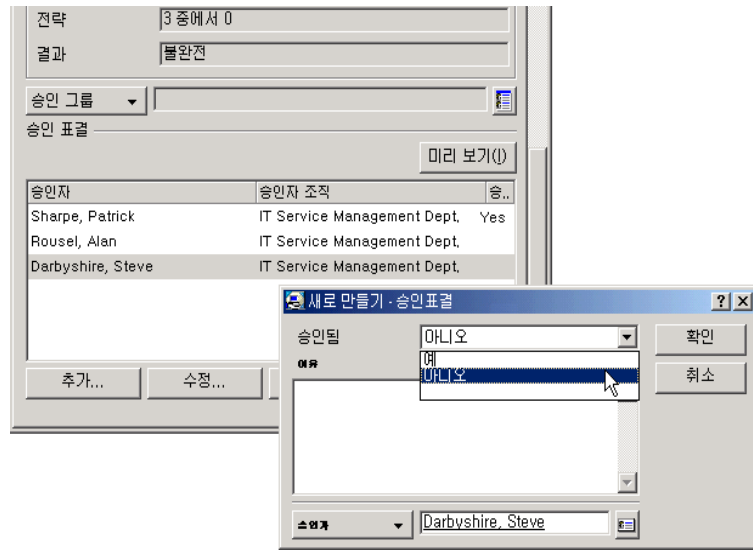 전략 3 중에서 0
결과 불완전
승인 그룹
승인 표결
미리 보기(I)
승인자 승인자 조직 승..
Sharpe, Patrick IT Service Management Dept. Yes
Rousel, Alan IT Service Management Dept.
Darbyshire, Steve IT Service Management Dept.
추가... 수정...
새로 만들기 - 승인표결
승인됨 아니오 확인
예
이유
아니오 취소
승인자 Darbyshire, Steve